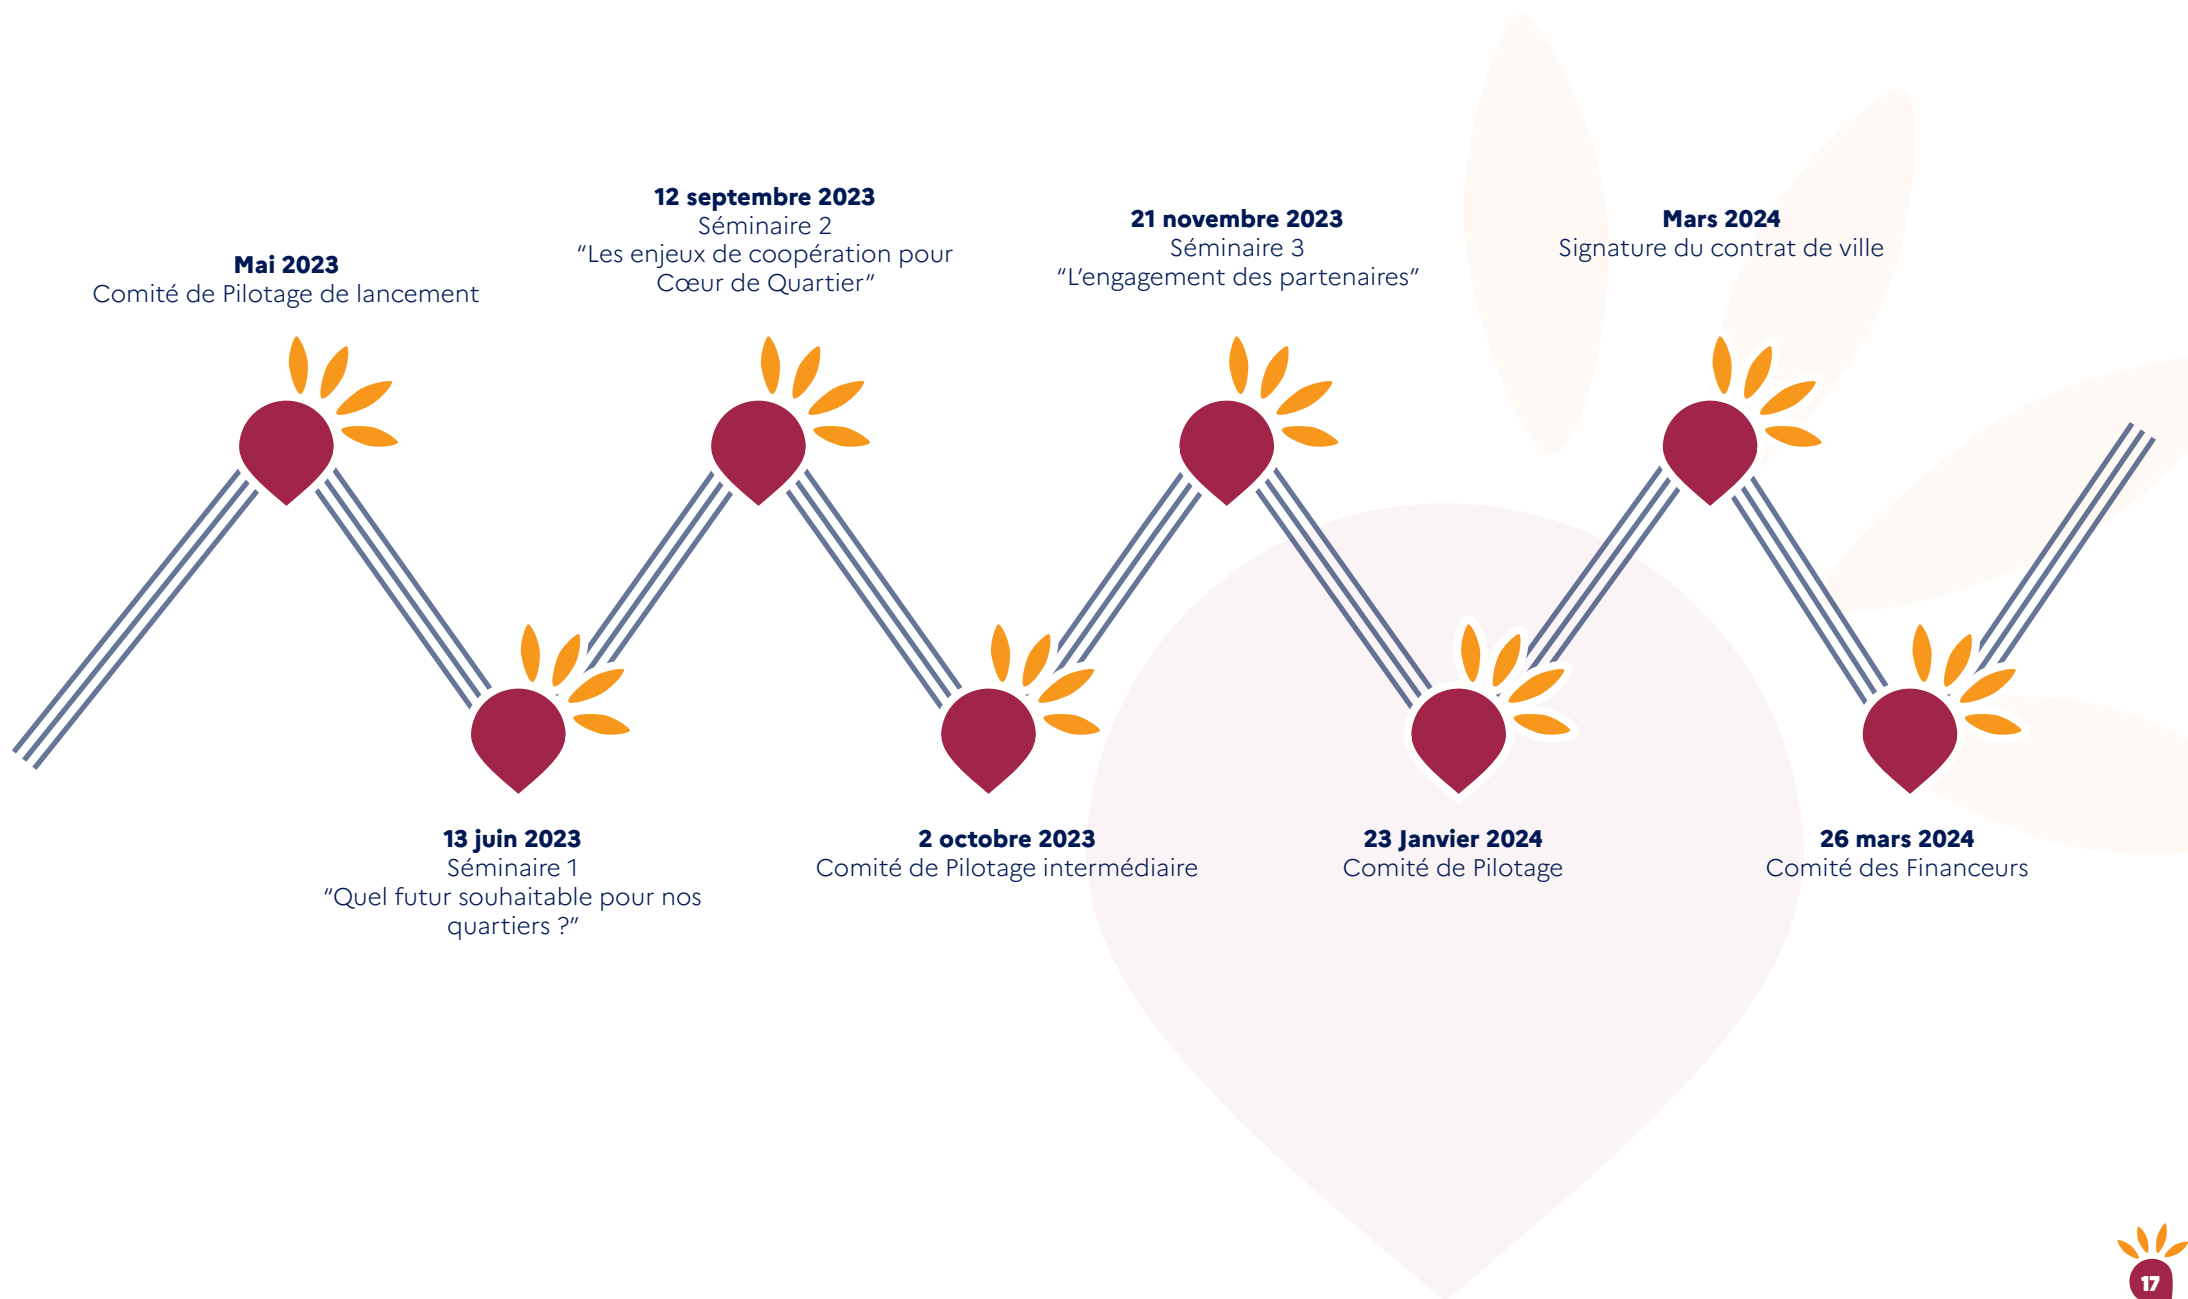 Mai 2023
Comité de Pilotage de lancement
13 juin 2023
Séminaire 1
“Quel futur souhaitable pour nos
quartiers ?”
12 septembre 2023
Séminaire 2
“Les enjeux de coopération pour
Cœur de Quartier”
2 octobre 2023
Comité de Pilotage intermédiaire
21 novembre 2023
Séminaire 3
“L’engagement des partenaires”
23 Janvier 2024
Comité de Pilotage
Mars 2024
Signature du contrat de ville
26 mars 2024
Comité des Financeurs
17